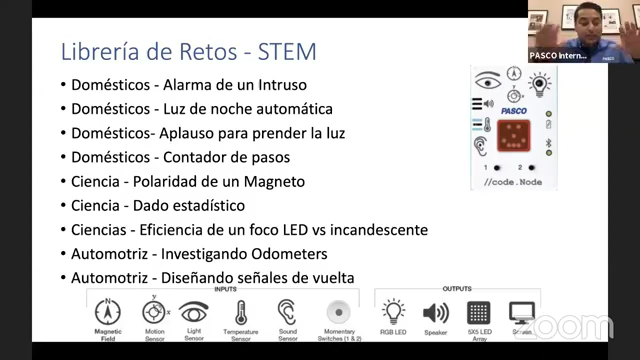 Librería de Retos - STEM
PASCO Intern...
PASCO
• Domésticos - Alarma de un Intruso
• Domésticos - Luz de noche automática
• Domésticos- Aplauso para prender la luz
• Domésticos - Contador de pasos
• Ciencia - Polaridad de un Magneto
• Ciencia - Dado estadístico
• Ciencias - Eficiencia de un foco LED vs incandescente
• Automotriz - Investigando Odometers
• Automotriz - Diseñando señales de vuelta
PASCO
1 2
//code.Node
INPUTS
OUTPUTS
N
y
x
Magnetic Field
Motion Sensor
Light Sensor
Temperature Sensor
Sound Sensor
Momentary Switches (1 & 2)
RGB LED
Speaker
5X5 LED Array
zoom